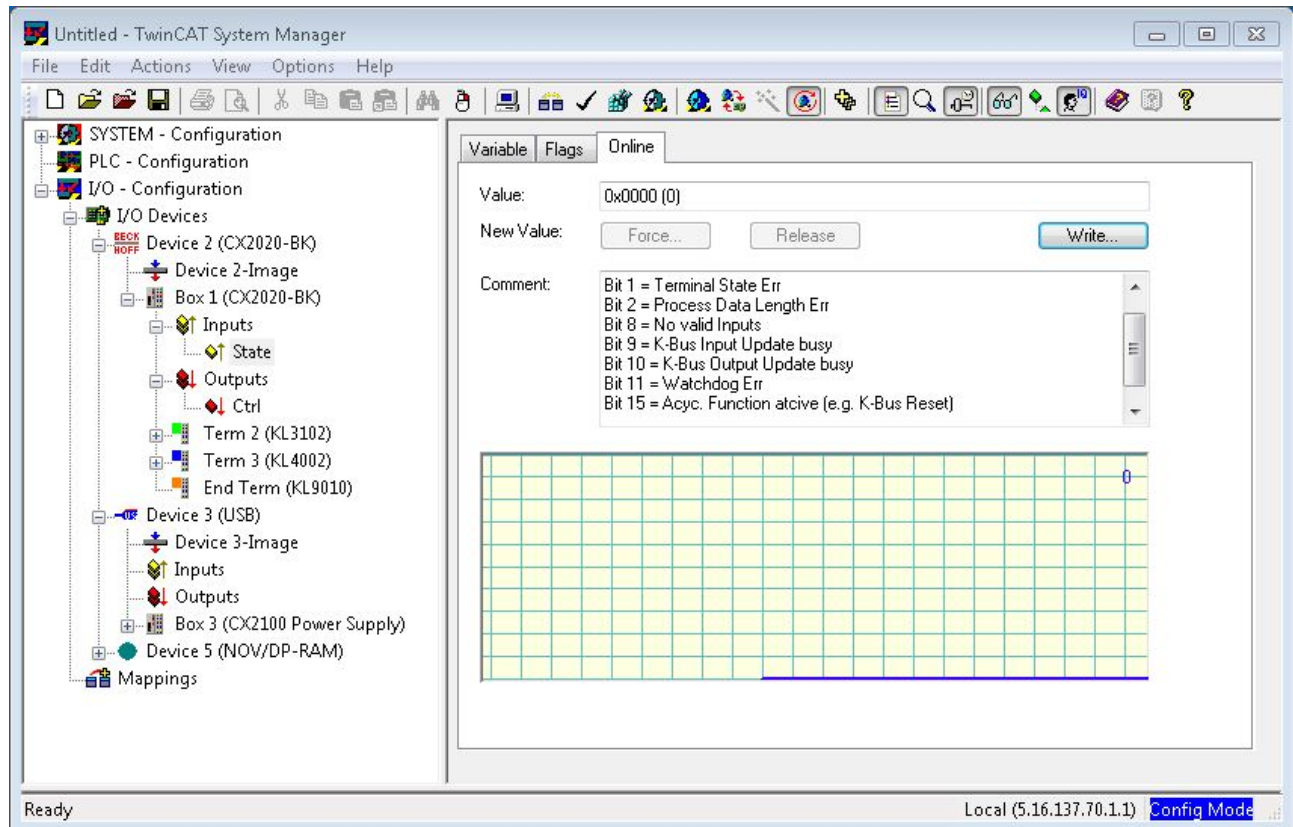 Untitled - TwinCAT System Manager
File Edit Actions View Options Help
SYSTEM - Configuration
PLC - Configuration
I/O - Configuration
I/O Devices
BECK
HOFF
Device 2 (CX2020-BK)
Device 2-Image
Box 1 (CX2020-BK)
Inputs
State
Outputs
Ctrl
Term 2 (KL3102)
Term 3 (KL4002)
End Term (KL9010)
Device 3 (USB)
Device 3-Image
Inputs
Outputs
Box 3 (CX2100 Power Supply)
Device 5 (NOV/DP-RAM)
Mappings
Variable Flags Online
Value: 0x0000 (0)
New Value: Force... Release Write...
Comment:
Bit 1 = Terminal State Err
Bit 2 = Process Data Length Err
Bit 8 = No valid Inputs
Bit 9 = K-Bus Input Update busy
Bit 10 = K-Bus Output Update busy
Bit 11 = Watchdog Err
Bit 15 = Acyc. Function atcive (e.g. K-Bus Reset)
0
Ready Local (5.16.137.70.1.1) Config Mode